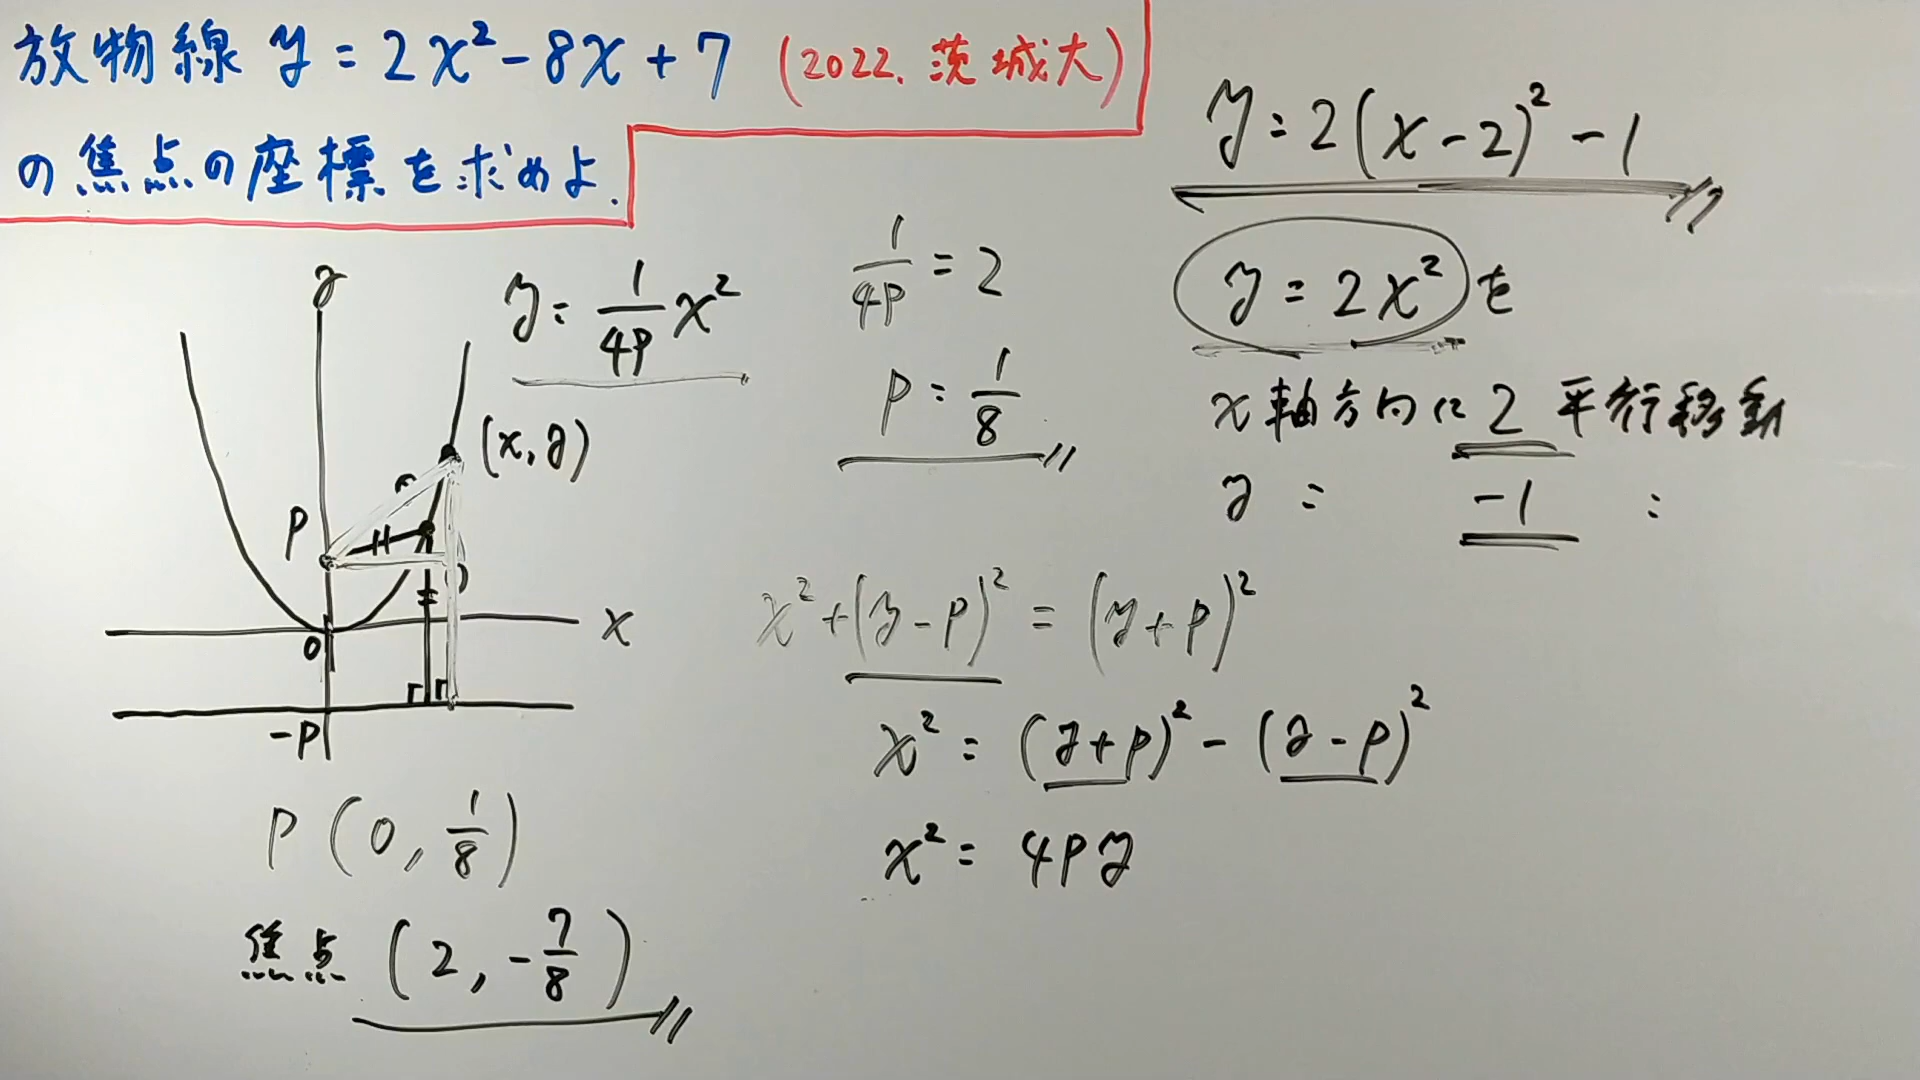 放物線 y = 2x² - 8x + 7 (2022. 茨城大)
の焦点の座標を求めよ.
y = 2(x - 2)² - 1
y = 2x² を
x軸方向に 2 平行移動
y 〃 -1 〃
y
y = 1/4p x²
(x, y)
P
x
0
-P
1/4p = 2
p = 1/8
x² + (y - p)² = (y + p)²
x² = (y + p)² - (y - p)²
x² = 4py
P(0, 1/8)
焦点 (2, -7/8)